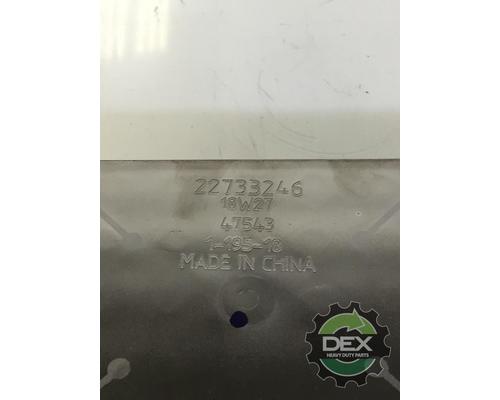 22733246
18W27
47543
1-195-18
MADE IN CHINA
DEX
HEAVY DUTY PARTS